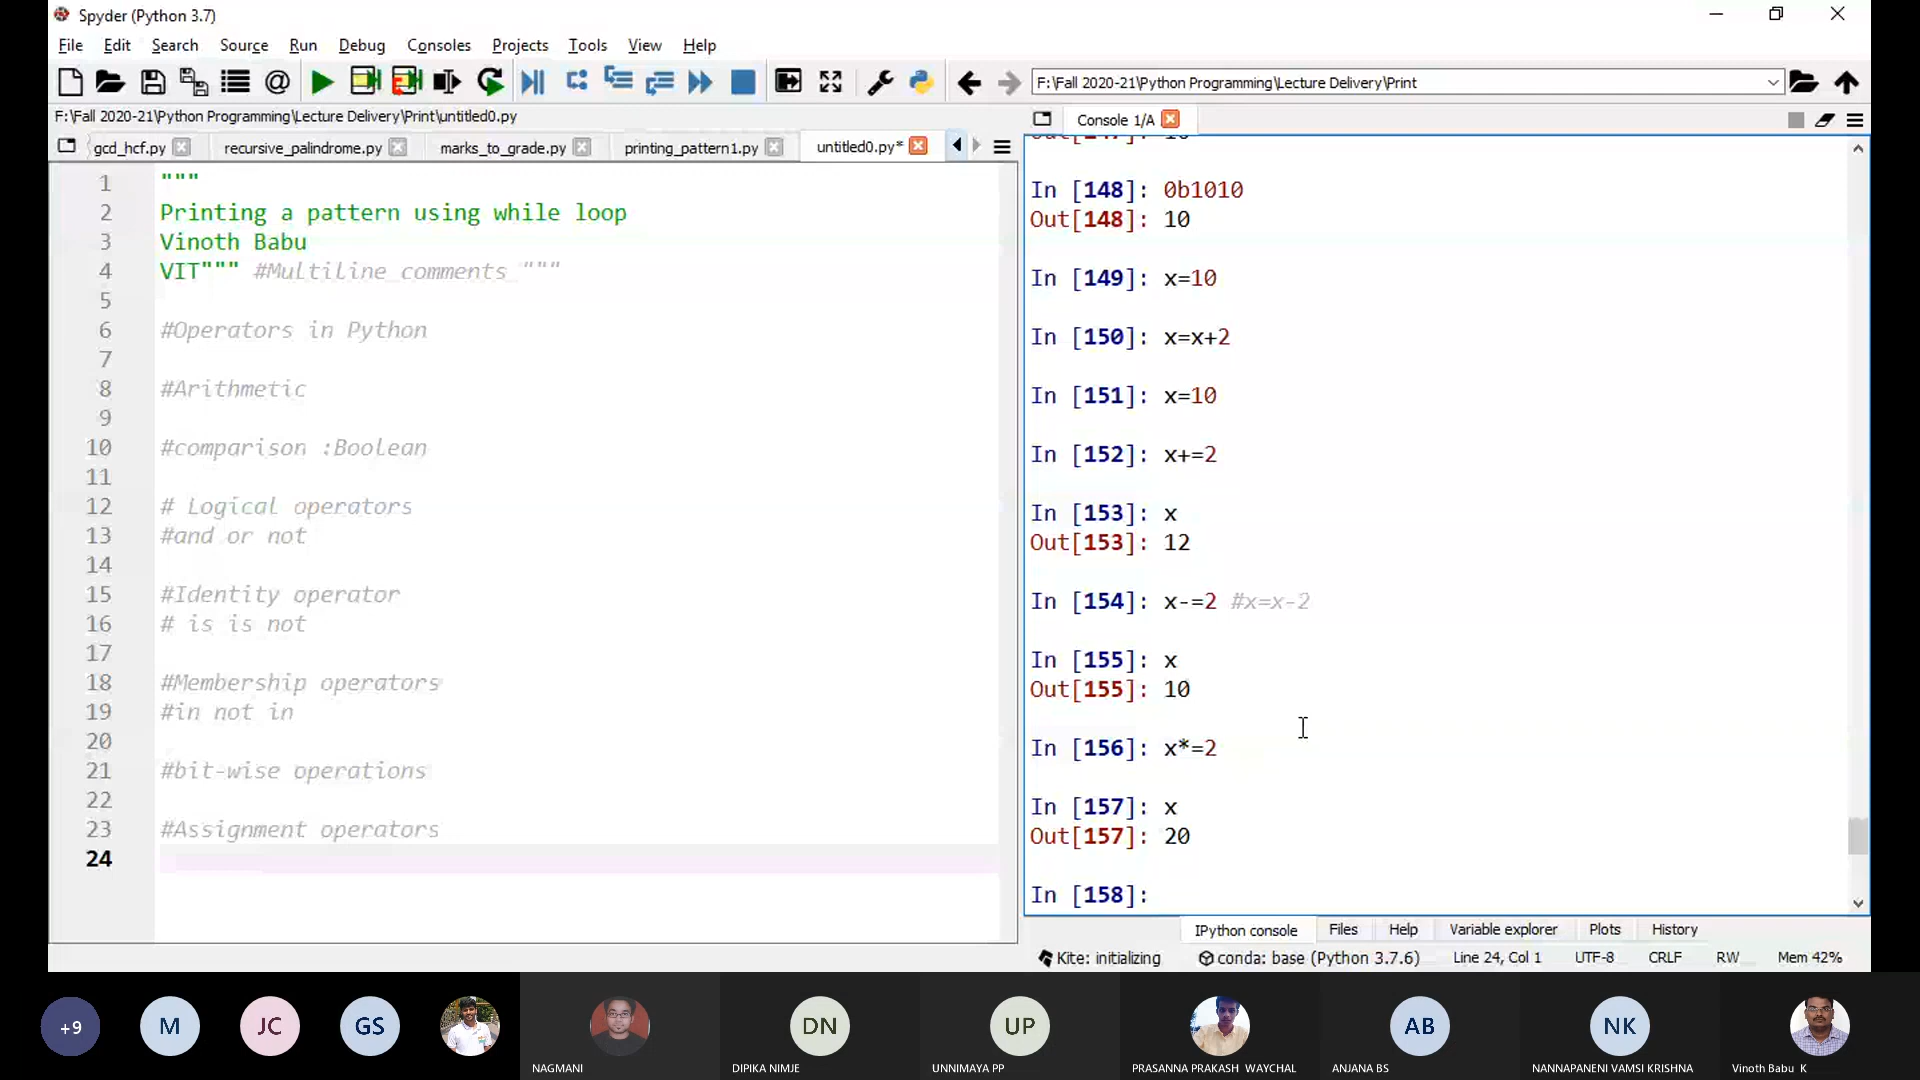 Spyder (Python 3.7)
File Edit Search Source Run Debug Consoles Projects Tools View Help
F:\Fall 2020-21\Python Programming\Lecture Delivery\Print
F:\Fall 2020-21\Python Programming\Lecture Delivery\Print\untitled0.py
gcd_hcf.py recursive_palindrome.py marks_to_grade.py printing_pattern1.py untitled0.py*
1 """
2 Printing a pattern using while loop
3 Vinoth Babu
4 VIT""" #Multiline comments """
5
6 #Operators in Python
7
8 #Arithmetic
9
10 #comparison :Boolean
11
12 # Logical operators
13 #and or not
14
15 #Identity operator
16 # is is not
17
18 #Membership operators
19 #in not in
20
21 #bit-wise operations
22
23 #Assignment operators
24
Console 1/A
In [148]: 0b1010
Out[148]: 10
In [149]: x=10
In [150]: x=x+2
In [151]: x=10
In [152]: x+=2
In [153]: x
Out[153]: 12
In [154]: x-=2 #x=x-2
In [155]: x
Out[155]: 10
In [156]: x*=2
In [157]: x
Out[157]: 20
In [158]:
IPython console Files Help Variable explorer Plots History
Kite: initializing conda: base (Python 3.7.6) Line 24, Col 1 UTF-8 CRLF RW Mem 42%
+9 M JC GS DN UP AB NK
NAGMANI DIPIKA NIMJE UNNIMAYA PP PRASANNA PRAKASH WAYCHAL ANJANA BS NANNAPANENI VAMSI KRISHNA Vinoth Babu K